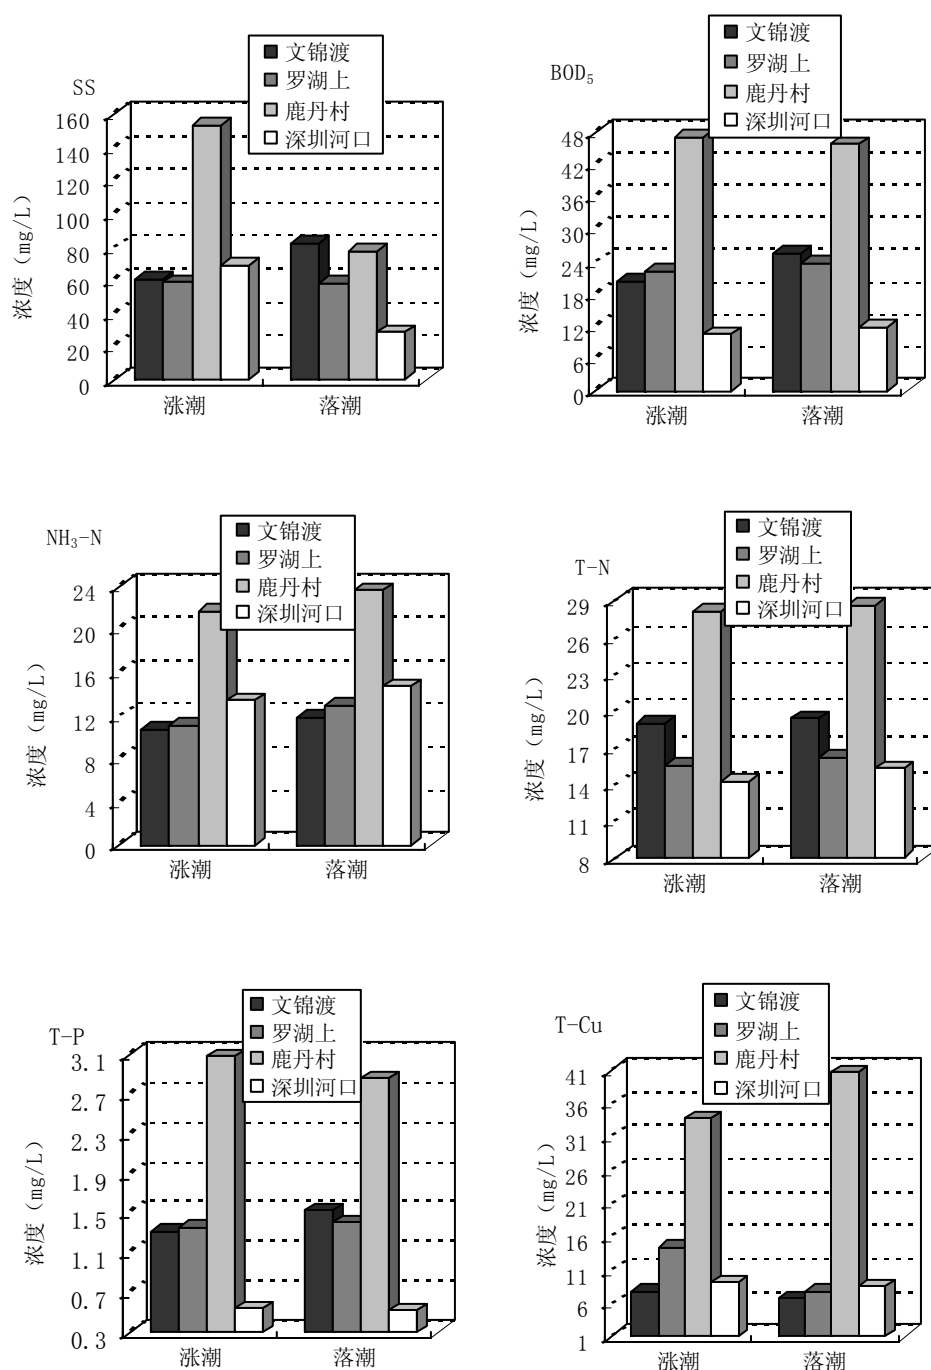 SS
文锦渡
罗湖上
鹿丹村
深圳河口
160
140
120
100
80
60
40
20
0
浓度 (mg/L)
涨潮
落潮
BOD₅
文锦渡
罗湖上
鹿丹村
深圳河口
48
42
36
30
24
18
12
6
0
浓度 (mg/L)
涨潮
落潮
NH₃-N
文锦渡
罗湖上
鹿丹村
深圳河口
24
20
16
12
8
4
0
浓度 (mg/L)
涨潮
落潮
T-N
文锦渡
罗湖上
鹿丹村
深圳河口
29
26
23
20
17
14
11
8
浓度 (mg/L)
涨潮
落潮
T-P
文锦渡
罗湖上
鹿丹村
深圳河口
3.1
2.7
2.3
1.9
1.5
1.1
0.7
0.3
浓度 (mg/L)
涨潮
落潮
T-Cu
文锦渡
罗湖上
鹿丹村
深圳河口
41
36
31
26
21
16
11
6
1
浓度 (mg/L)
涨潮
落潮